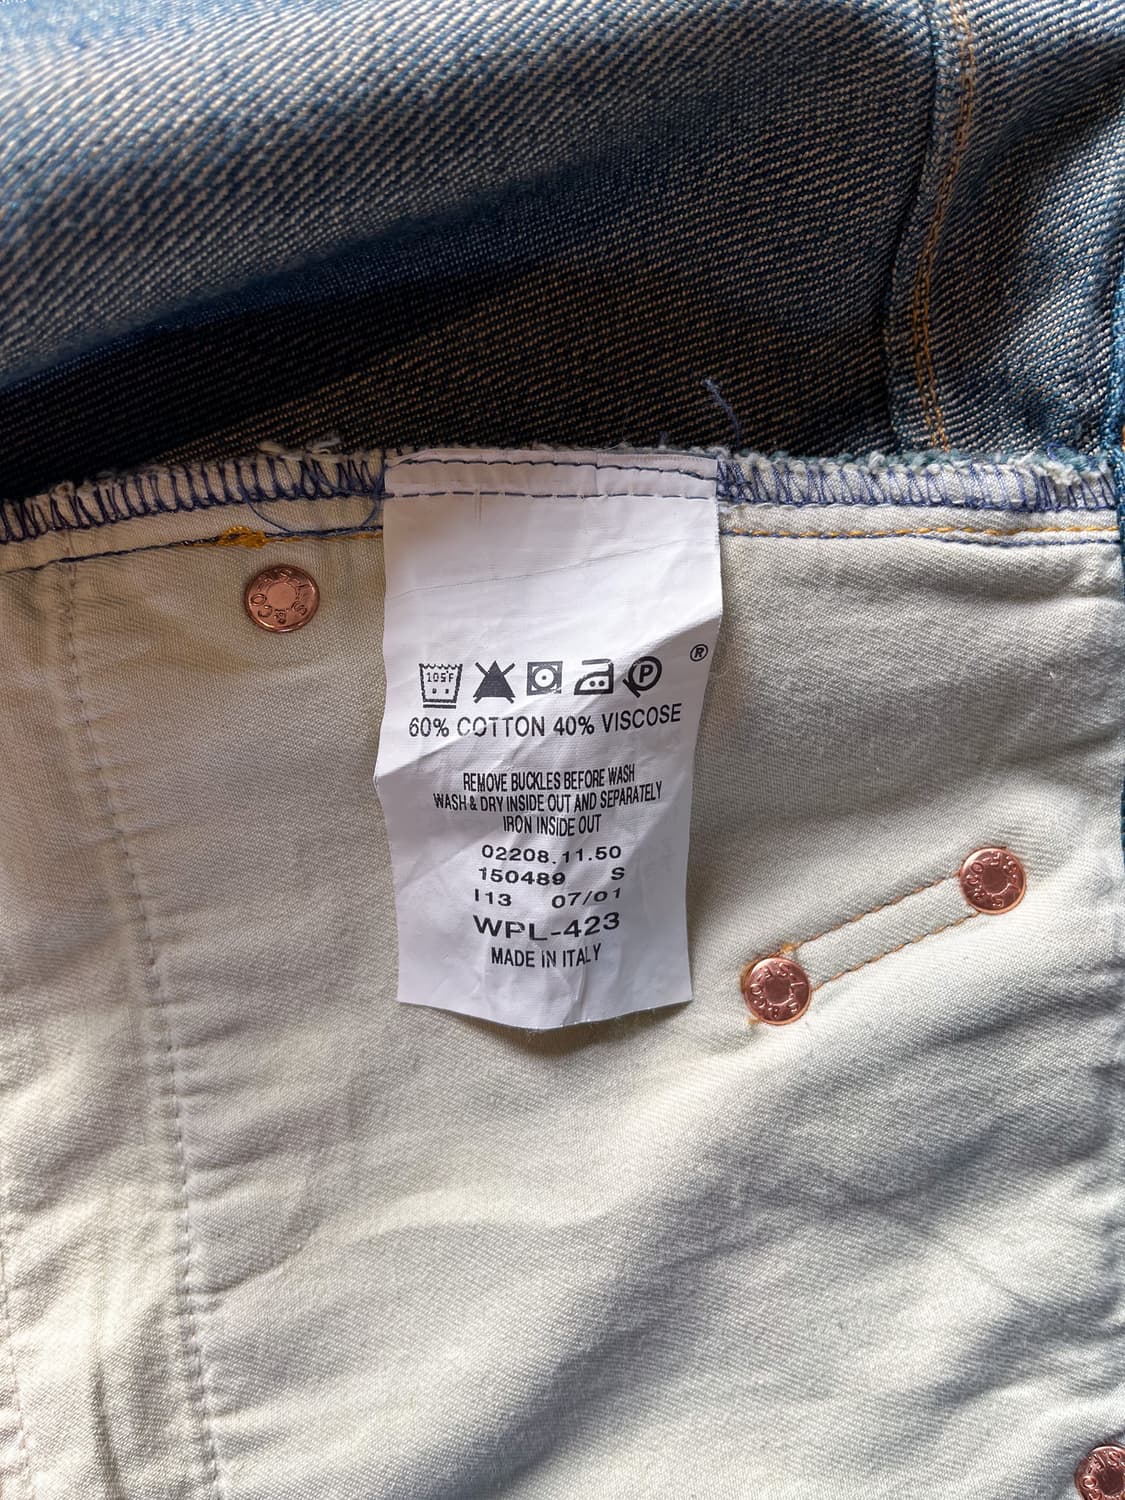 ®
105°F
P
60% COTTON 40% VISCOSE
REMOVE BUCKLES BEFORE WASH
WASH & DRY INSIDE OUT AND SEPARATELY
IRON INSIDE OUT
02208.11.50
150489 S
I13 07/01
WPL-423
MADE IN ITALY